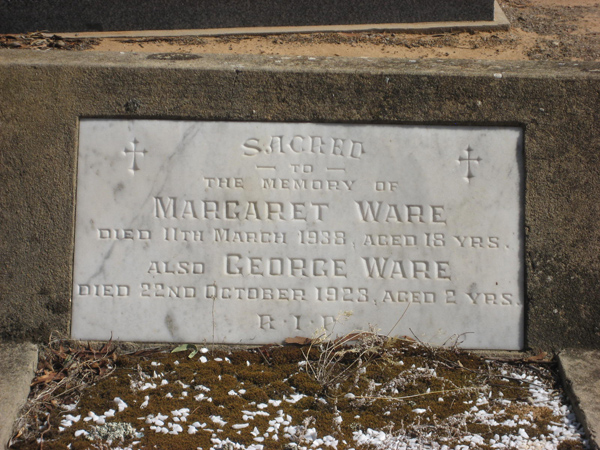 SACRED
— TO —
THE MEMORY OF
MARGARET WARE
DIED 11TH MARCH 1938, AGED 18 YRS.
ALSO GEORGE WARE
DIED 22ND OCTOBER 1923, AGED 2 YRS.
R.I.P.